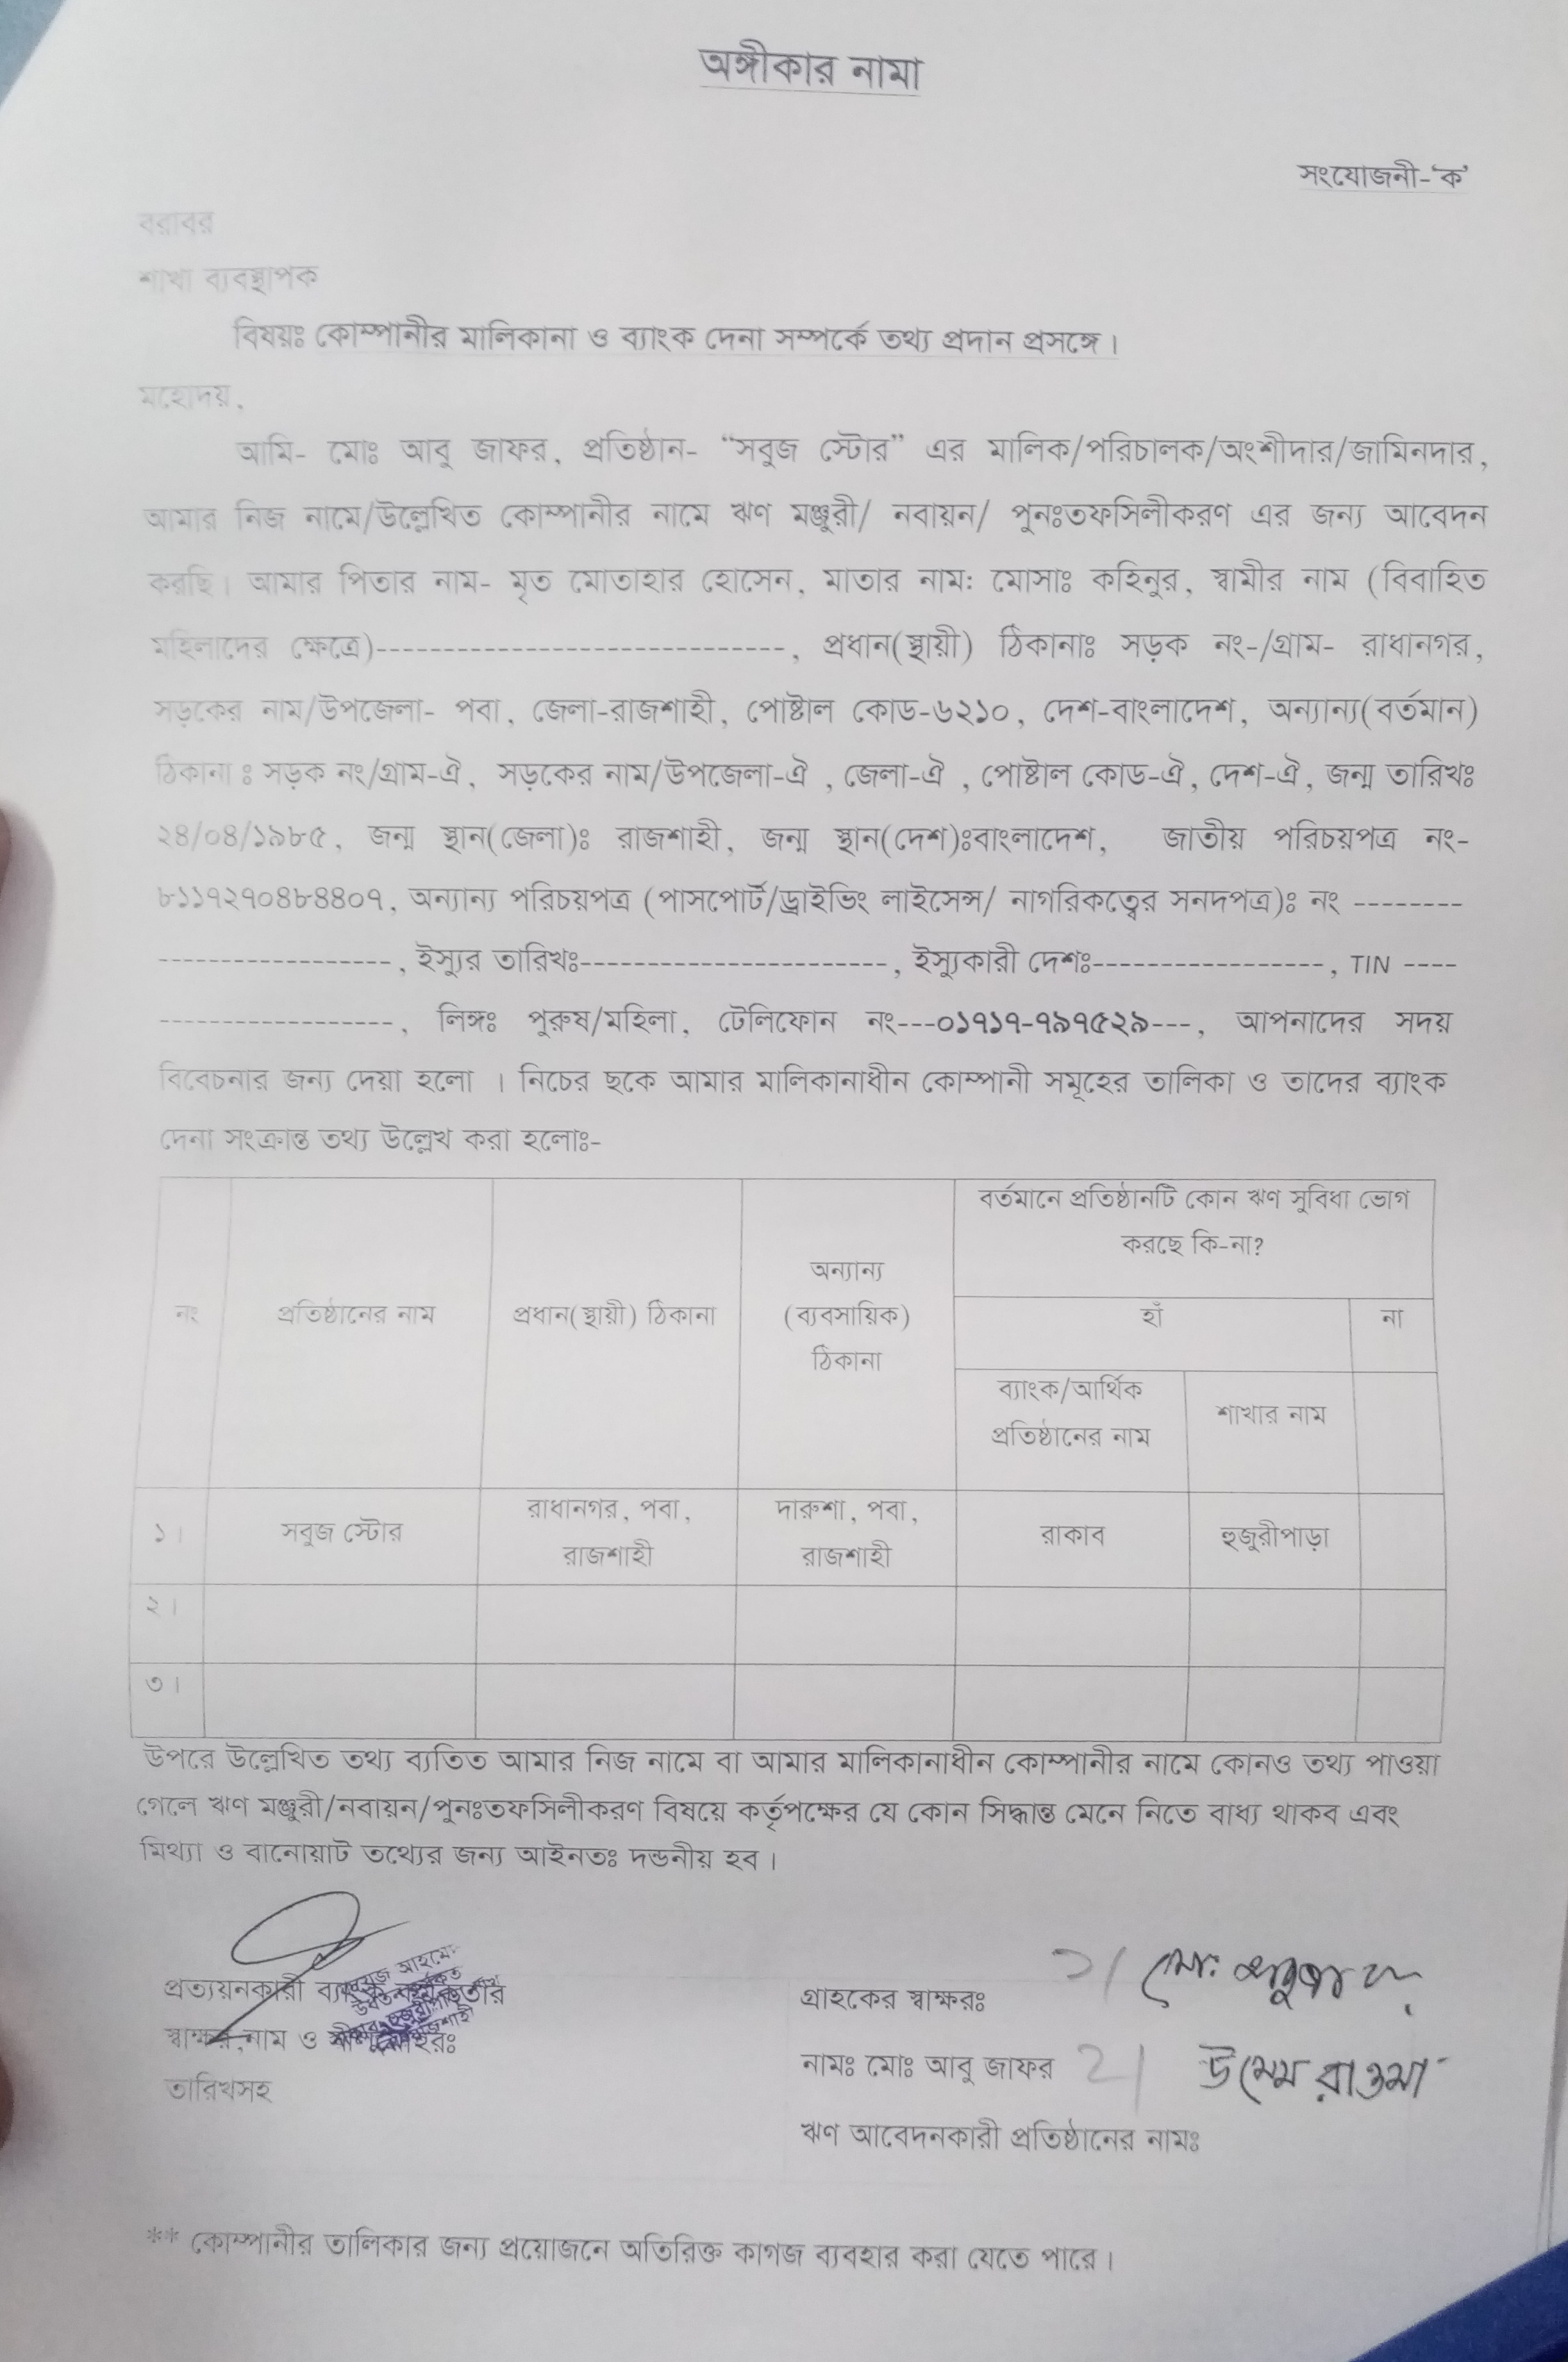 অঙ্গীকার নামা
সংযোজনী-‘ক’
বরাবর
শাখা ব্যবস্থাপক
বিষয়ঃ কোম্পানীর মালিকানা ও ব্যাংক দেনা সম্পর্কে তথ্য প্রদান প্রসঙ্গে।
মহোদয়,
আমি- মোঃ আবু জাফর, প্রতিষ্ঠান- “সবুজ স্টোর” এর মালিক/পরিচালক/অংশীদার/জামিনদার,
আমার নিজ নামে/উল্লেখিত কোম্পানীর নামে ঋণ মঞ্জুরী/ নবায়ন/ পুনঃতফসিলীকরণ এর জন্য আবেদন
করছি। আমার পিতার নাম- মৃত মোতাহার হোসেন, মাতার নাম: মোসাঃ কহিনুর, স্বামীর নাম (বিবাহিত
মহিলাদের ক্ষেত্রে)-------------------------------, প্রধান(স্থায়ী) ঠিকানাঃ সড়ক নং-/গ্রাম- রাধানগর,
সড়কের নাম/উপজেলা- পবা, জেলা-রাজশাহী, পোষ্টাল কোড-৬২১০, দেশ-বাংলাদেশ, অন্যান্য(বর্তমান)
ঠিকানা ঃ সড়ক নং/গ্রাম-ঐ, সড়কের নাম/উপজেলা-ঐ , জেলা-ঐ , পোষ্টাল কোড-ঐ, দেশ-ঐ, জন্ম তারিখঃ
২৪/০৪/১৯৮৫, জন্ম স্থান(জেলা)ঃ রাজশাহী, জন্ম স্থান(দেশ)ঃবাংলাদেশ, জাতীয় পরিচয়পত্র নং-
৮১১৭২৭০৪৮৪৪০৭, অন্যান্য পরিচয়পত্র (পাসপোর্ট/ড্রাইভিং লাইসেন্স/ নাগরিকত্বের সনদপত্র)ঃ নং --------
------------------, ইস্যুর তারিখঃ------------------------, ইস্যুকারী দেশঃ------------------, TIN ----
------------------, লিঙ্গঃ পুরুষ/মহিলা, টেলিফোন নং---০১৭১৭-৭৯৭৫২৯---, আপনাদের সদয়
বিবেচনার জন্য দেয়া হলো । নিচের ছকে আমার মালিকানাধীন কোম্পানী সমূহের তালিকা ও তাদের ব্যাংক
দেনা সংক্রান্ত তথ্য উল্লেখ করা হলোঃ-
বর্তমানে প্রতিষ্ঠানটি কোন ঋণ সুবিধা ভোগ
করছে কি-না?
নং প্রতিষ্ঠানের নাম প্রধান(স্থায়ী) ঠিকানা
অন্যান্য
(ব্যবসায়িক)
ঠিকানা
হাঁ না
ব্যাংক/আর্থিক
প্রতিষ্ঠানের নাম
শাখার নাম
১। সবুজ স্টোর
রাধানগর, পবা,
রাজশাহী
দারুশা, পবা,
রাজশাহী
রাকাব হুজুরীপাড়া
২।
৩।
উপরে উল্লেখিত তথ্য ব্যতিত আমার নিজ নামে বা আমার মালিকানাধীন কোম্পানীর নামে কোনও তথ্য পাওয়া
গেলে ঋণ মঞ্জুরী/নবায়ন/পুনঃতফসিলীকরণ বিষয়ে কর্তৃপক্ষের যে কোন সিদ্ধান্ত মেনে নিতে বাধ্য থাকব এবং
মিথ্যা ও বানোয়াট তথ্যের জন্য আইনতঃ দন্ডনীয় হব।
প্রত্যয়নকারী ব্যাংক কর্মকর্তার
স্বাক্ষর,নাম ও সীলমোহরঃ
তারিখসহ
গ্রাহকের স্বাক্ষরঃ ১/ মোঃ
নামঃ মোঃ আবু জাফর 2| উম্মে রাওমা
ঋণ আবেদনকারী প্রতিষ্ঠানের নামঃ
** কোম্পানীর তালিকার জন্য প্রয়োজনে অতিরিক্ত কাগজ ব্যবহার করা যেতে পারে।